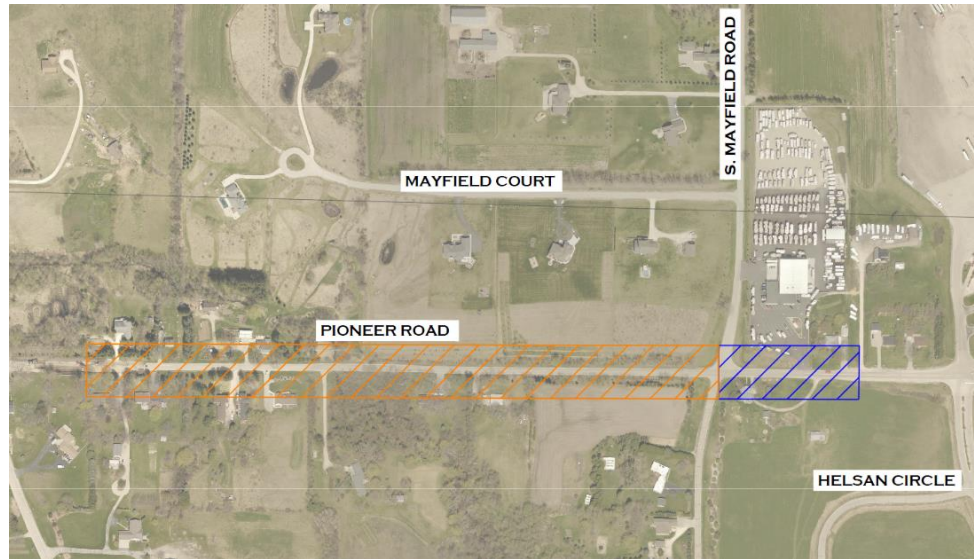 S. MAYFIELD ROAD
MAYFIELD COURT
PIONEER ROAD
HELSAN CIRCLE